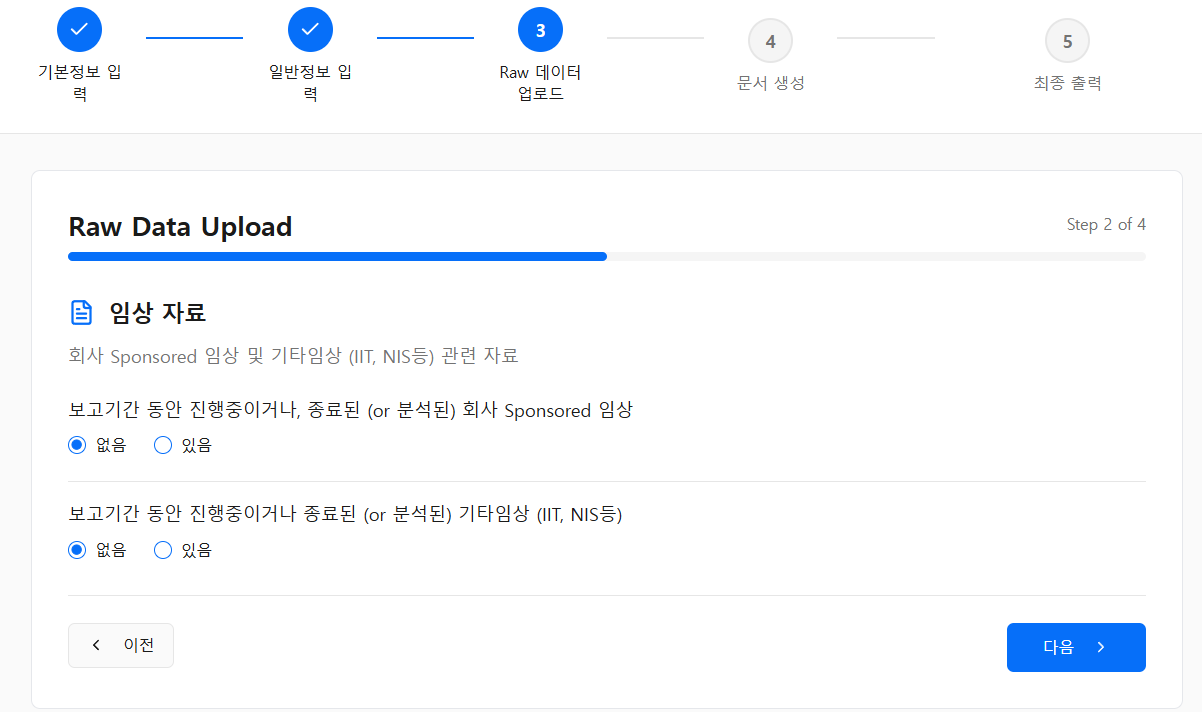 3
4
5
기본정보 입
력
일반정보 입
력
Raw 데이터
업로드
문서 생성
최종 출력
Raw Data Upload
Step 2 of 4
임상 자료
회사 Sponsored 임상 및 기타임상 (IIT, NIS등) 관련 자료
보고기간 동안 진행중이거나, 종료된 (or 분석된) 회사 Sponsored 임상
없음 있음
보고기간 동안 진행중이거나 종료된 (or 분석된) 기타임상 (IIT, NIS등)
없음 있음
이전
다음